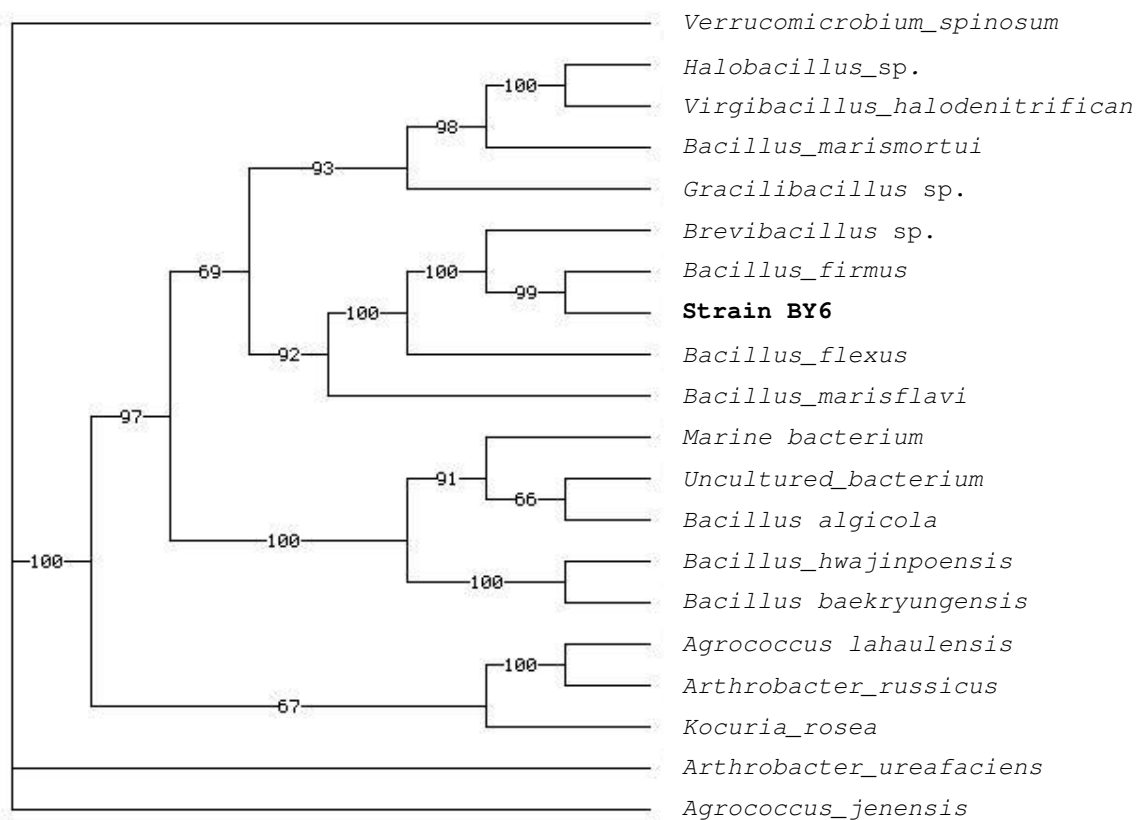 Verrucomicrobium_spinosum
Halobacillus_sp.
100
Virgibacillus_halodenitrifican
98
Bacillus_marismortui
93
Gracilibacillus sp.
Brevibacillus sp.
69
100
Bacillus_firmus
99
Strain BY6
100
Bacillus_flexus
92
Bacillus_marisflavi
97
Marine bacterium
91
Uncultured_bacterium
66
Bacillus algicola
100
Bacillus_hwajinpoensis
100
100
Bacillus baekryungensis
Agrococcus lahaulensis
100
Arthrobacter_russicus
67
Kocuria_rosea
Arthrobacter_ureafaciens
Agrococcus_jenensis